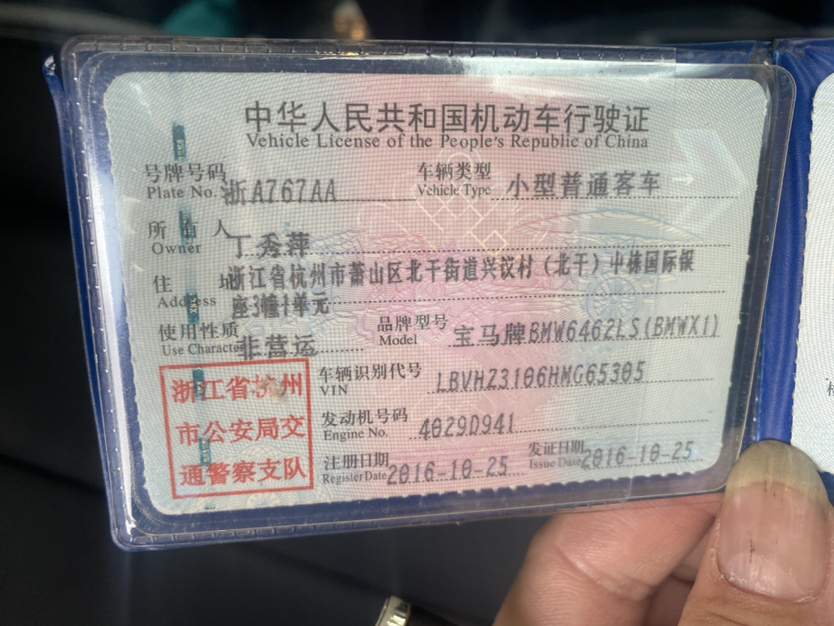 中华人民共和国机动车行驶证
Vehicle License of the People's Republic of China
号牌号码 浙A767AA 车辆类型 小型普通客车
Plate No. Vehicle Type
所有人 丁秀萍
Owner
住址 浙江省杭州市萧山区北干街道兴议村(北干)中株国际银
Address 座3幢1单元
使用性质 非营运 品牌型号 宝马牌BMW6462LS(BMWX1)
Use Character Model
车辆识别代号 LBVHZ3106HMG65305
VIN
发动机号码 4029D941
Engine No.
注册日期 2016-10-25 发证日期 2016-10-25
Register Date Issue Date
浙江省杭州
市公安局交
通警察支队